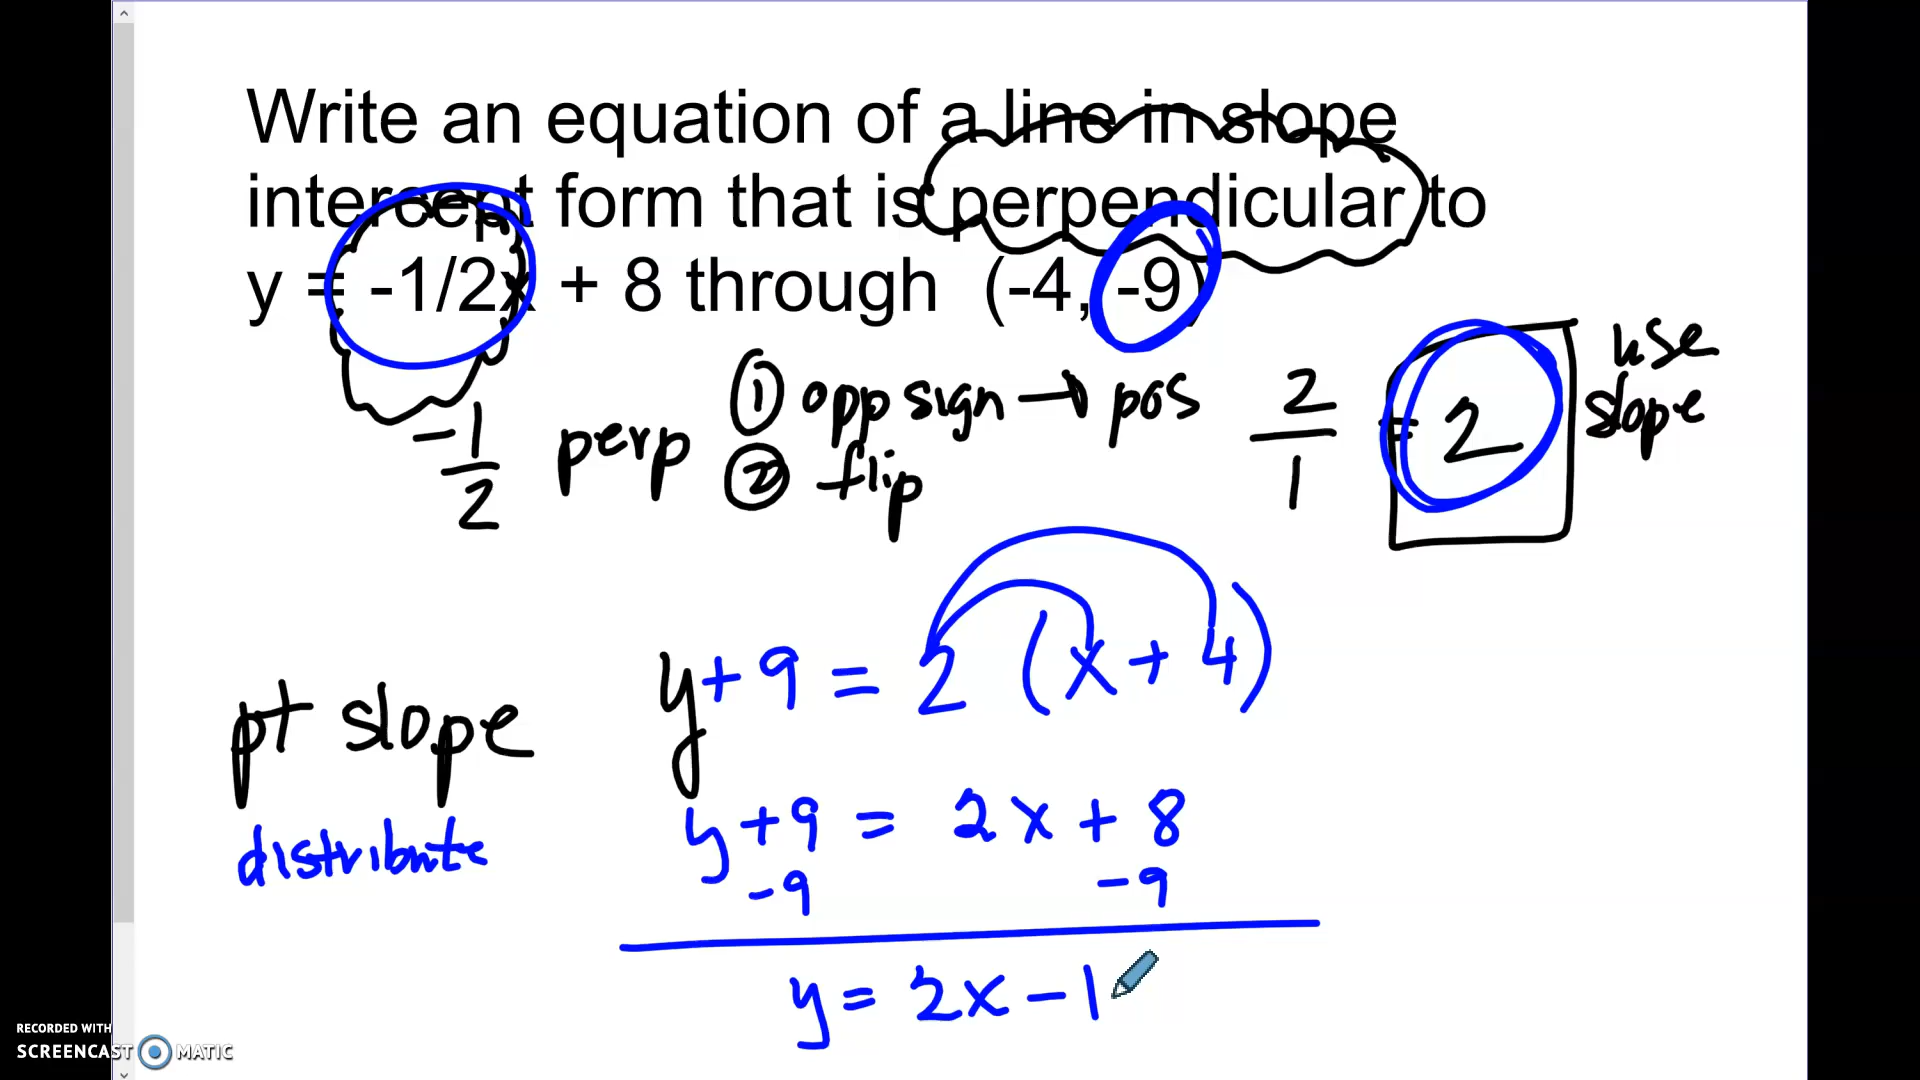 Write an equation of a line in slope
intercept form that is perpendicular to
y = -1/2x + 8 through (-4, -9)
-1/2 perp ① opp sign → pos 2/1 = 2 use slope
② flip
pt slope y + 9 = 2 (x + 4)
distribute y + 9 = 2x + 8
-9 -9
y = 2x - 1
RECORDED WITH
SCREENCAST MATIC